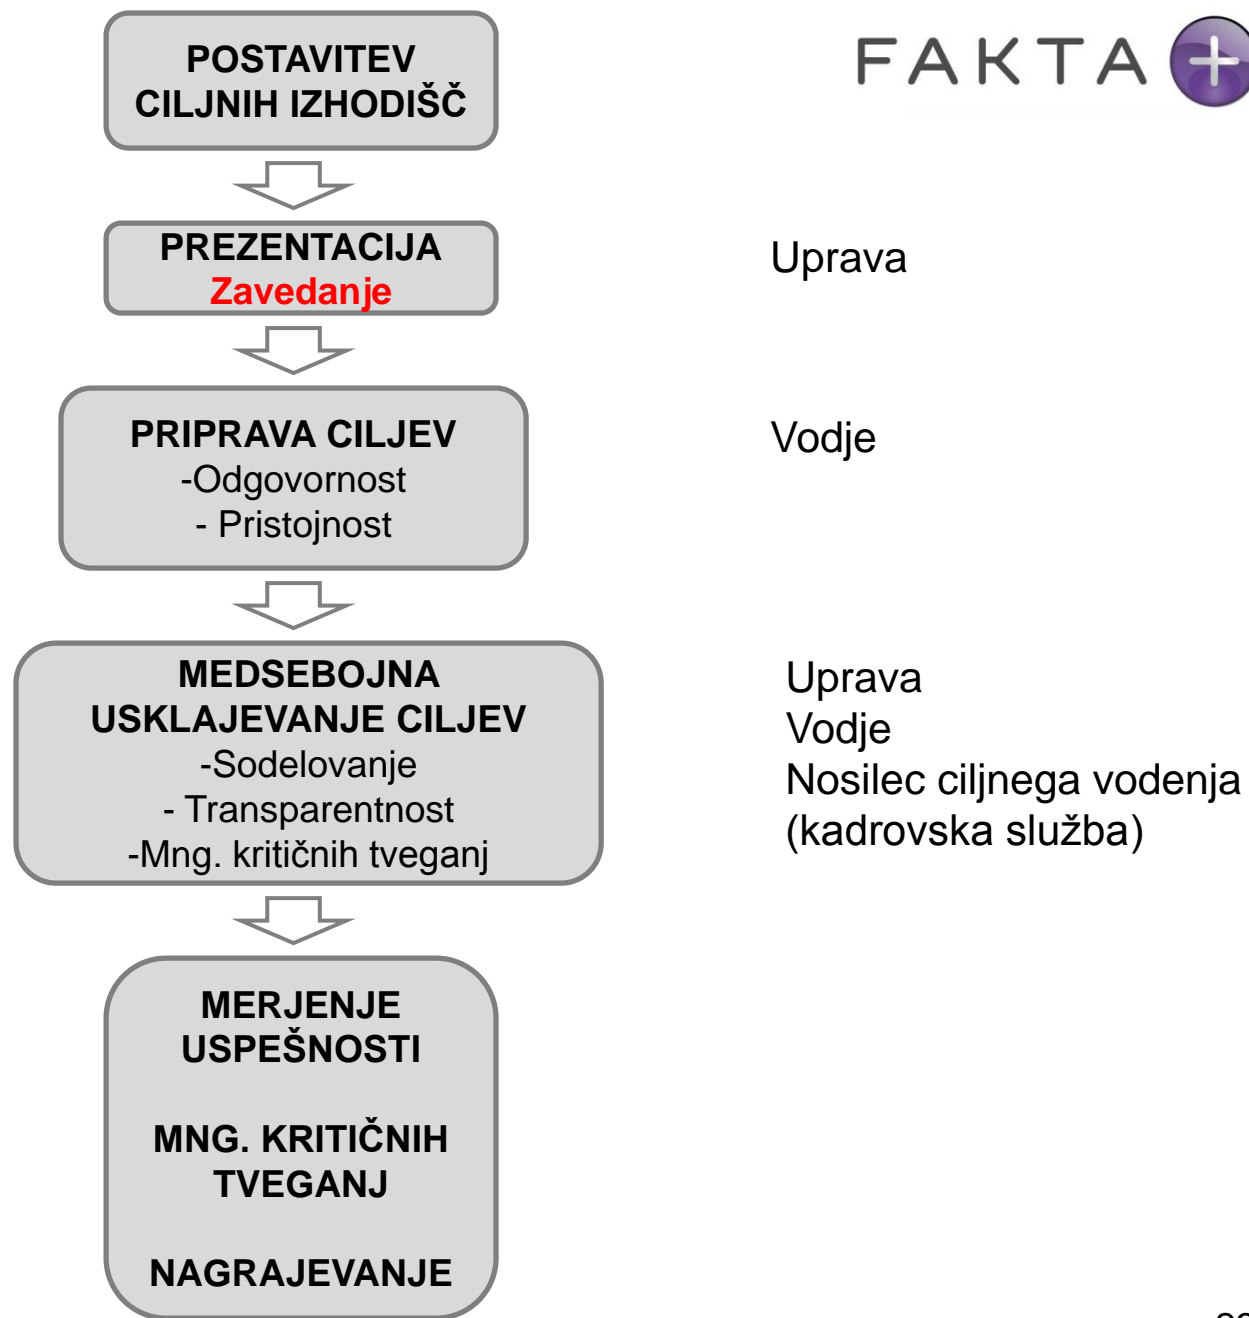 POSTAVITEV
CILJNIH IZHODIŠČ
FAKTA+
PREZENTACIJA
Zavedanje
Uprava
PRIPRAVA CILJEV
-Odgovornost
- Pristojnost
Vodje
MEDSEBOJNA
USKLAJEVANJE CILJEV
-Sodelovanje
- Transparentnost
-Mng. kritičnih tveganj
Uprava
Vodje
Nosilec ciljnega vodenja
(kadrovska služba)
MERJENJE
USPEŠNOSTI
MNG. KRITIČNIH
TVEGANJ
NAGRAJEVANJE